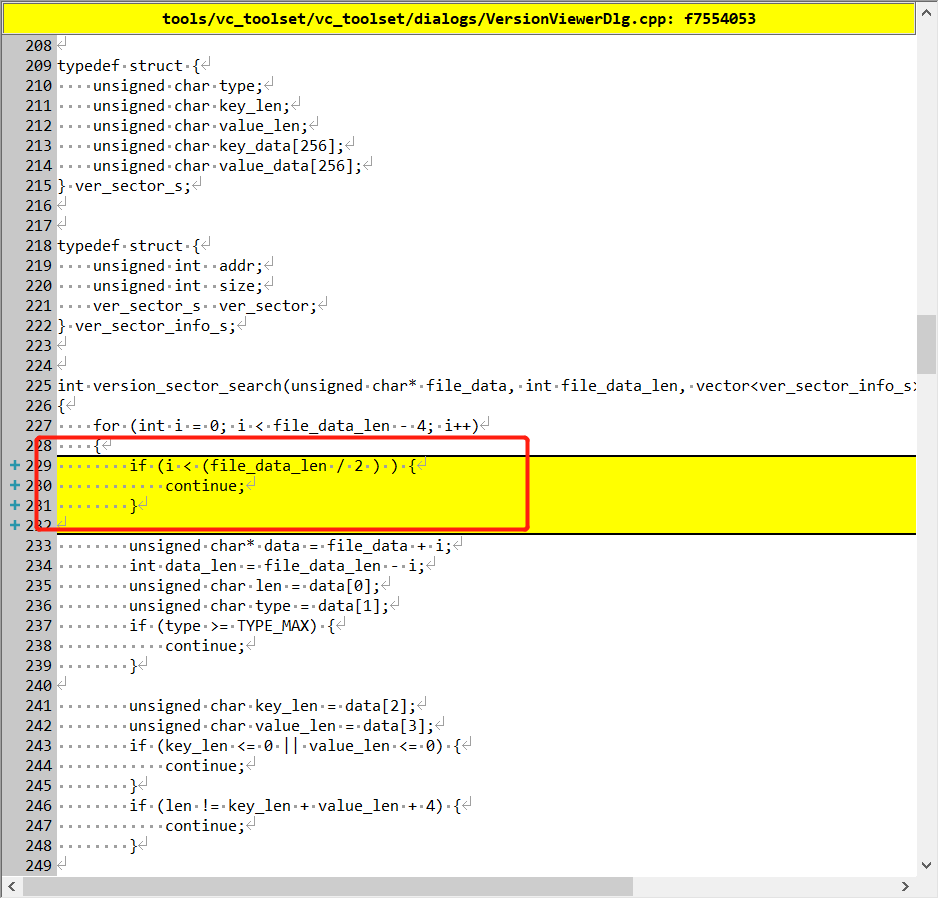 tools/vc_toolset/vc_toolset/dialogs/VersionViewerDlg.cpp: f7554053
208
209 typedef struct {
210     unsigned char type;
211     unsigned char key_len;
212     unsigned char value_len;
213     unsigned char key_data[256];
214     unsigned char value_data[256];
215 } ver_sector_s;
216
217
218 typedef struct {
219     unsigned int  addr;
220     unsigned int  size;
221     ver_sector_s  ver_sector;
222 } ver_sector_info_s;
223
224
225 int version_sector_search(unsigned char* file_data, int file_data_len, vector<ver_sector_info_s>
226 {
227     for (int i = 0; i < file_data_len - 4; i++)
228     {
+ 229         if (i < (file_data_len / 2 ) ) {
+ 230             continue;
+ 231         }
+ 232
233         unsigned char* data = file_data + i;
234         int data_len = file_data_len - i;
235         unsigned char len = data[0];
236         unsigned char type = data[1];
237         if (type >= TYPE_MAX) {
238             continue;
239         }
240
241         unsigned char key_len = data[2];
242         unsigned char value_len = data[3];
243         if (key_len <= 0 || value_len <= 0) {
244             continue;
245         }
246         if (len != key_len + value_len + 4) {
247             continue;
248         }
249